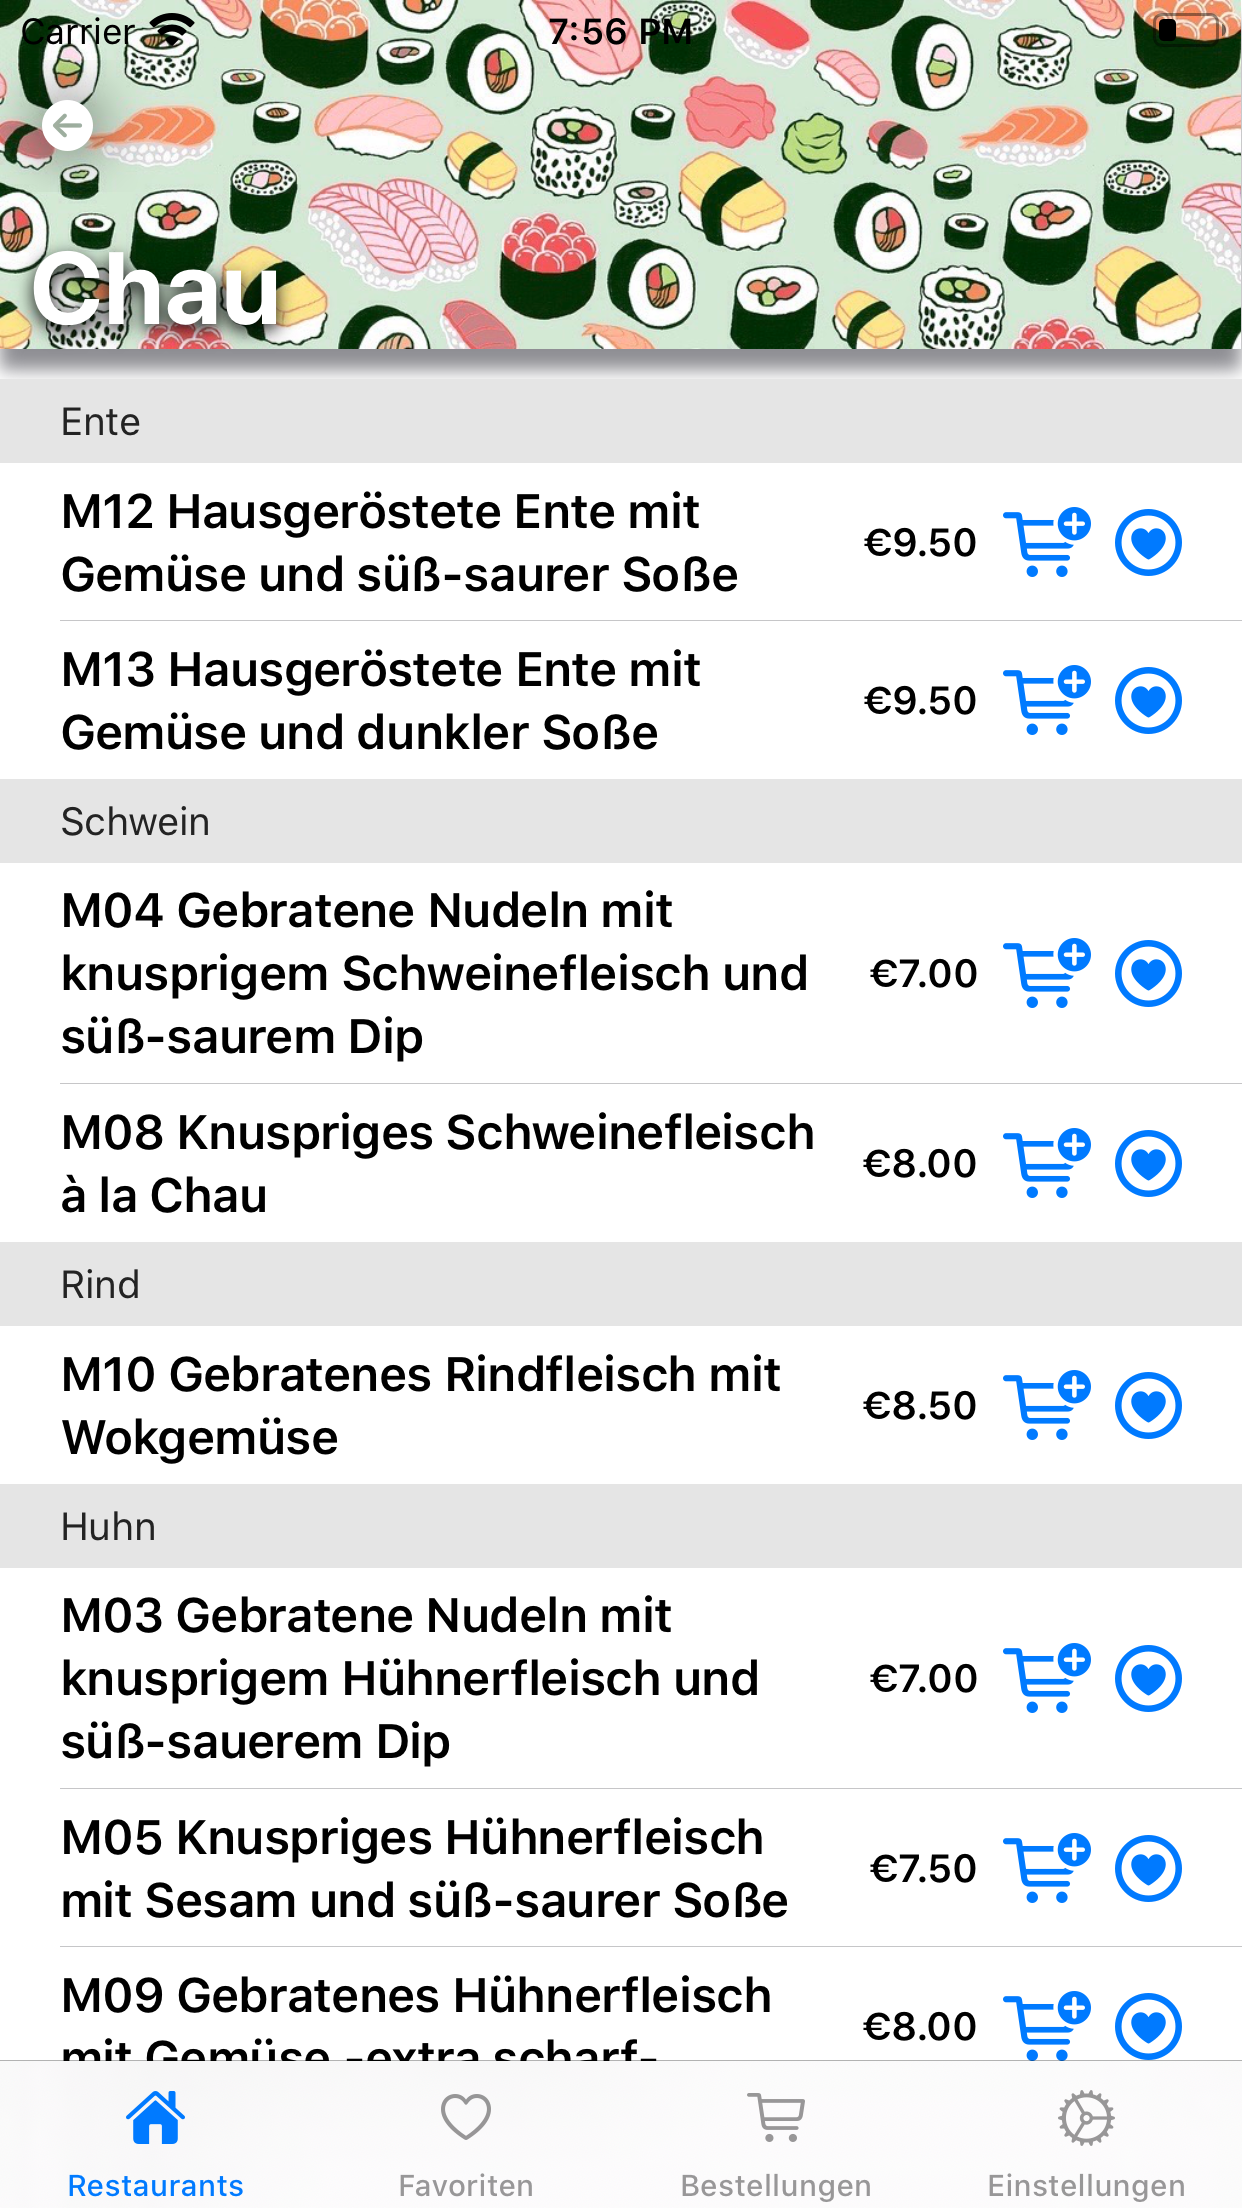 Carrier 7:56 PM
Chau
Ente
M12 Hausgeröstete Ente mit
Gemüse und süß-saurer Soße
€9.50
M13 Hausgeröstete Ente mit
Gemüse und dunkler Soße
€9.50
Schwein
M04 Gebratene Nudeln mit
knusprigem Schweinefleisch und
süß-saurem Dip
€7.00
M08 Knuspriges Schweinefleisch
à la Chau
€8.00
Rind
M10 Gebratenes Rindfleisch mit
Wokgemüse
€8.50
Huhn
M03 Gebratene Nudeln mit
knusprigem Hühnerfleisch und
süß-sauerem Dip
€7.00
M05 Knuspriges Hühnerfleisch
mit Sesam und süß-saurer Soße
€7.50
M09 Gebratenes Hühnerfleisch
mit Gemüse -extra scharf-
€8.00
Restaurants Favoriten Bestellungen Einstellungen